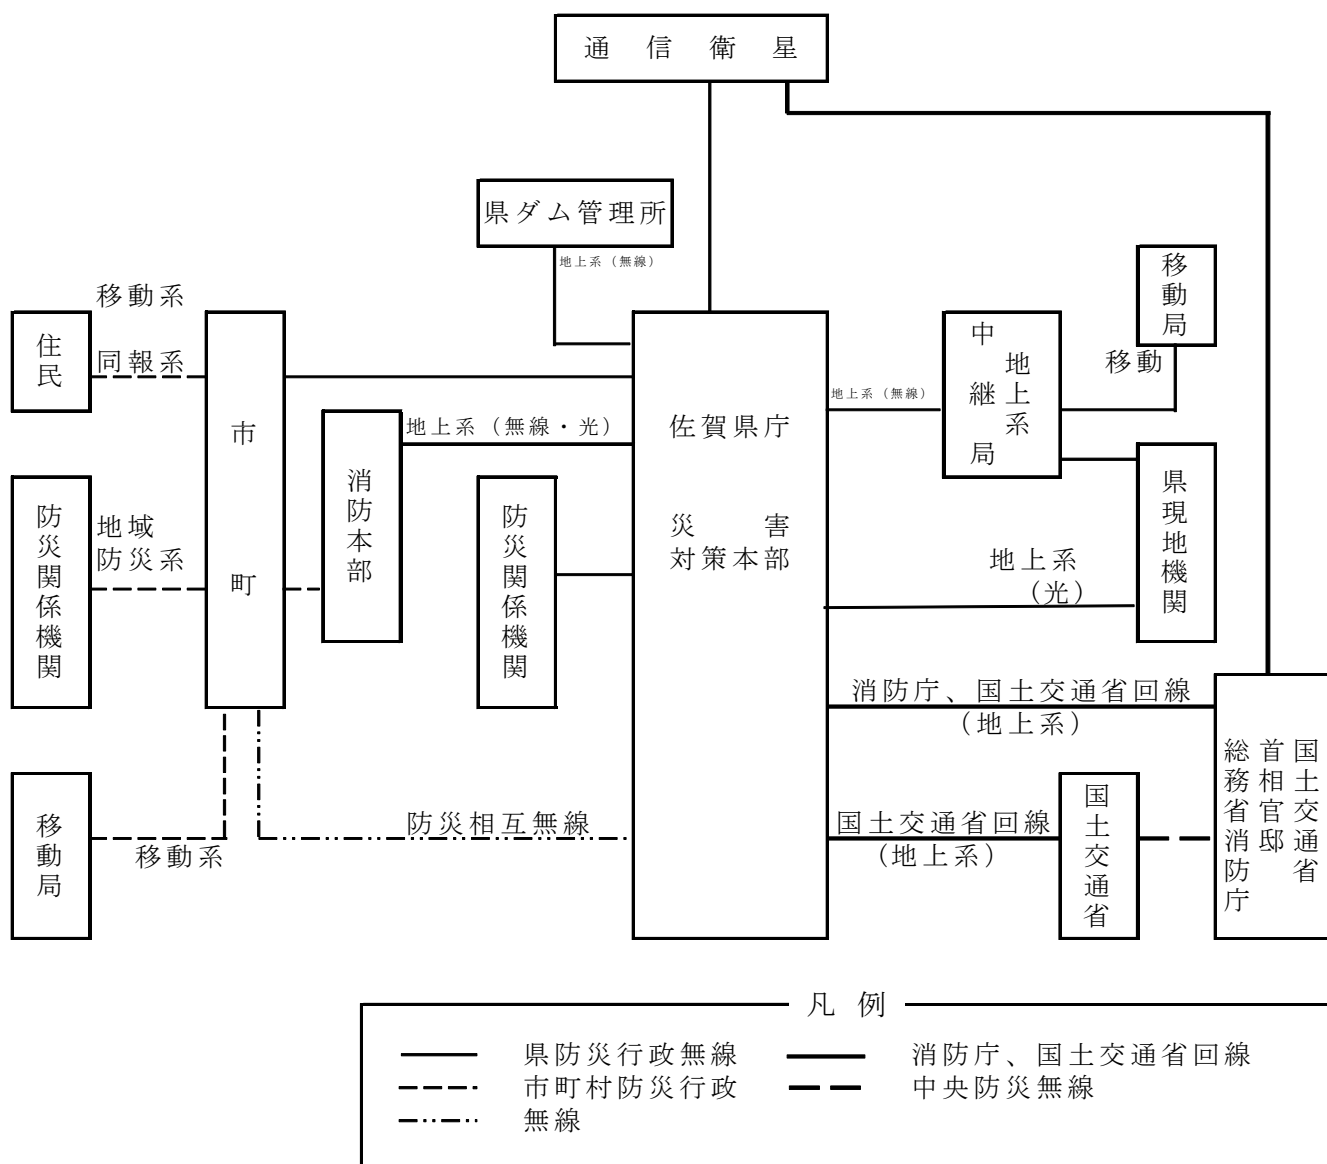 通信衛星
県ダム管理所
地上系（無線）
移動局
移動系
住民
同報系
移動
市町
地上系（無線・光）
佐賀県庁
災害
対策本部
地上系（無線）
地上系
中継局
消防本部
防災関係機関
地域
防災系
防災関係機関
県現地機関
地上系
（光）
消防庁、国土交通省回線
（地上系）
国土交通省
首相官邸
総務省消防庁
移動局
移動系
防災相互無線
国土交通省回線
（地上系）
国土交通省
凡例
県防災行政無線
消防庁、国土交通省回線
市町村防災行政
中央防災無線
無線